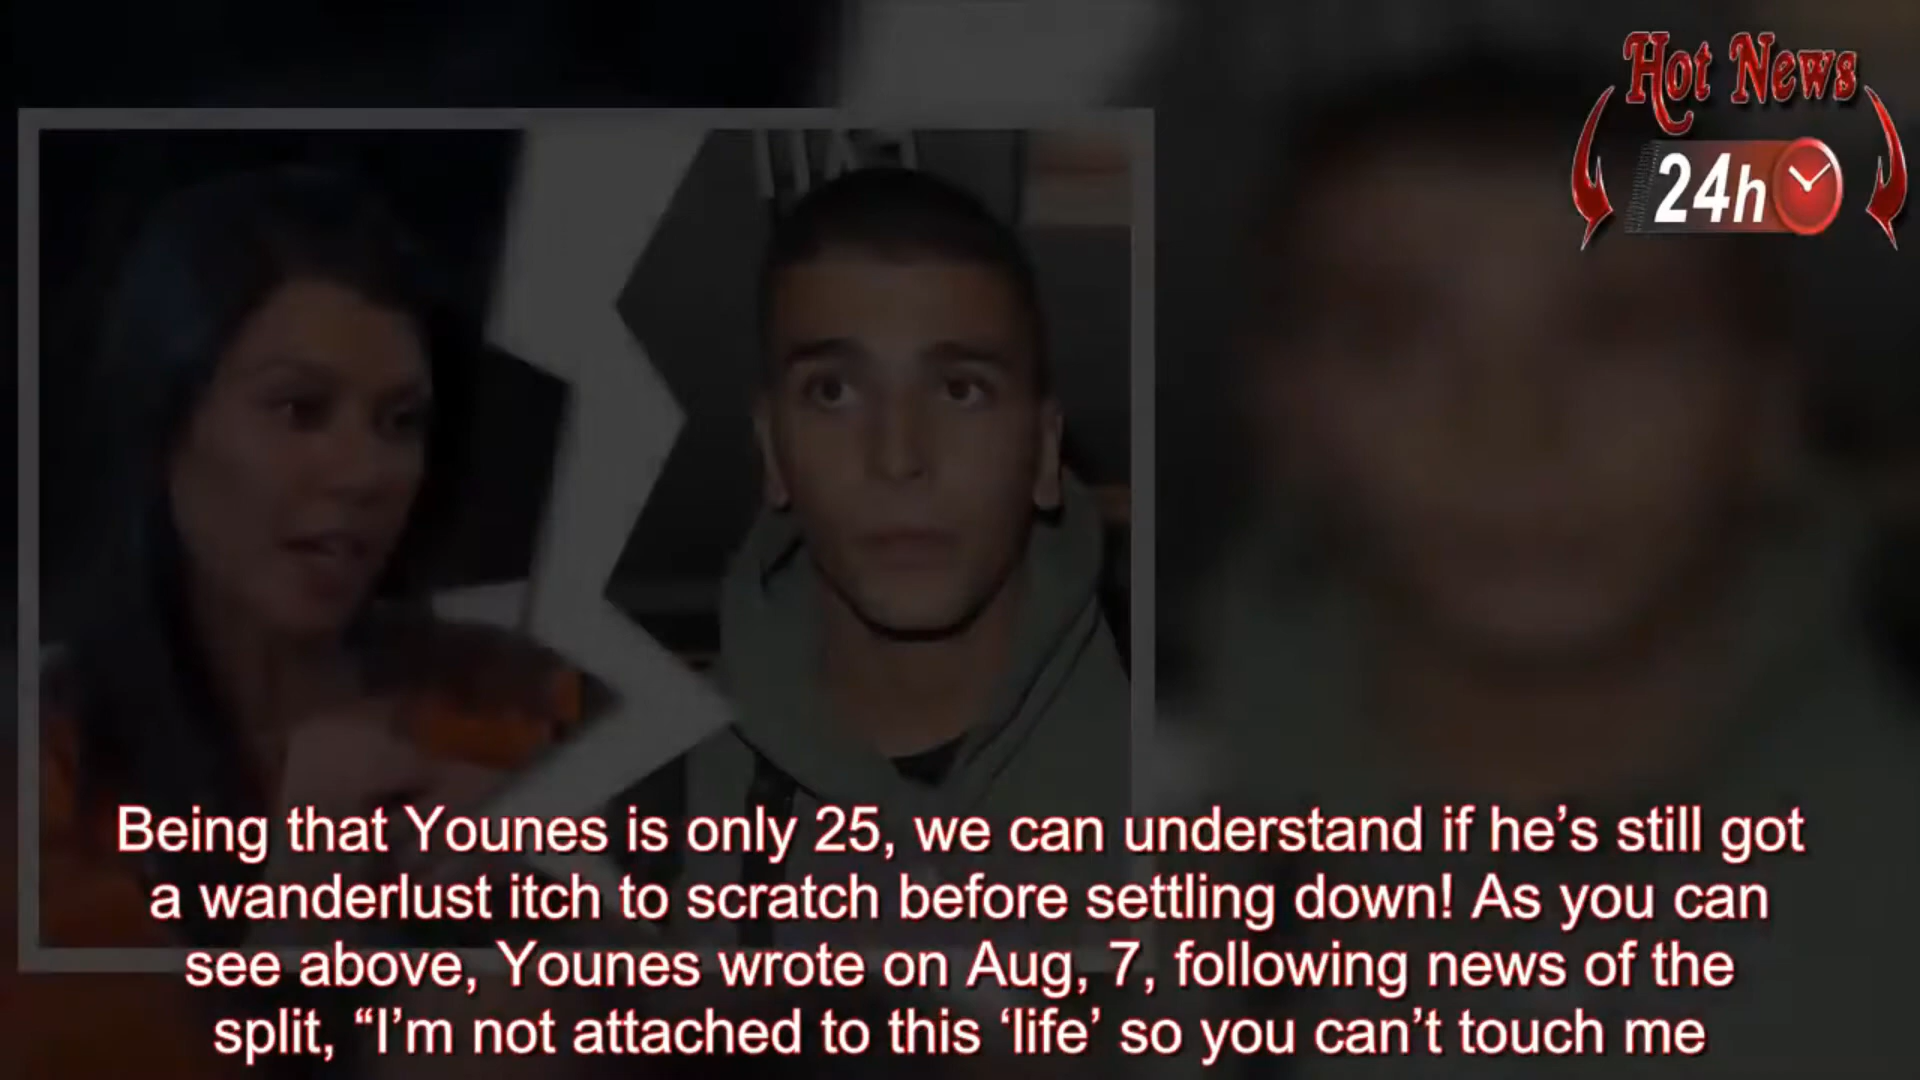 Hot News
24h
Being that Younes is only 25, we can understand if he’s still got
a wanderlust itch to scratch before settling down! As you can
see above, Younes wrote on Aug, 7, following news of the
split, “I’m not attached to this ‘life’ so you can’t touch me